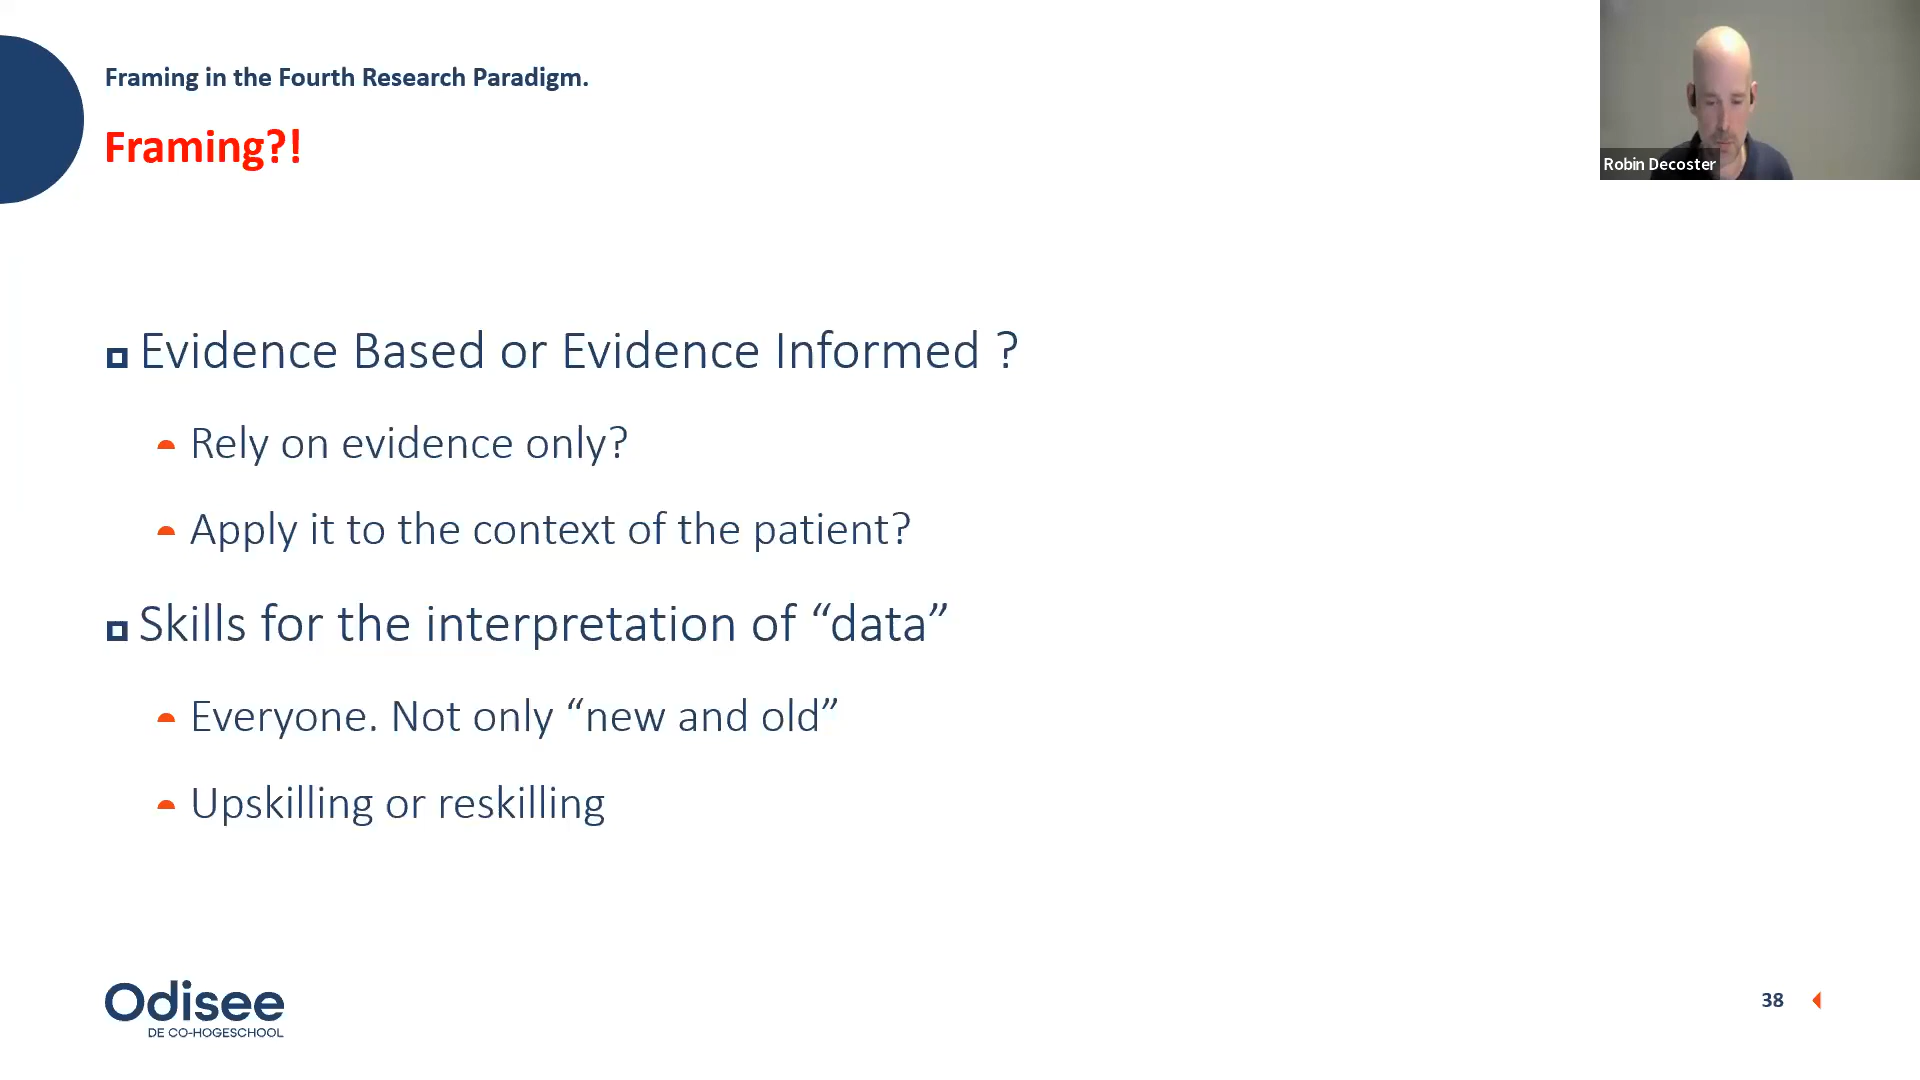 Framing in the Fourth Research Paradigm.
Framing?!
Robin Decoster
Evidence Based or Evidence Informed ?
Rely on evidence only?
Apply it to the context of the patient?
Skills for the interpretation of “data”
Everyone. Not only “new and old”
Upskilling or reskilling
Odisee
DE CO-HOGESCHOOL
38